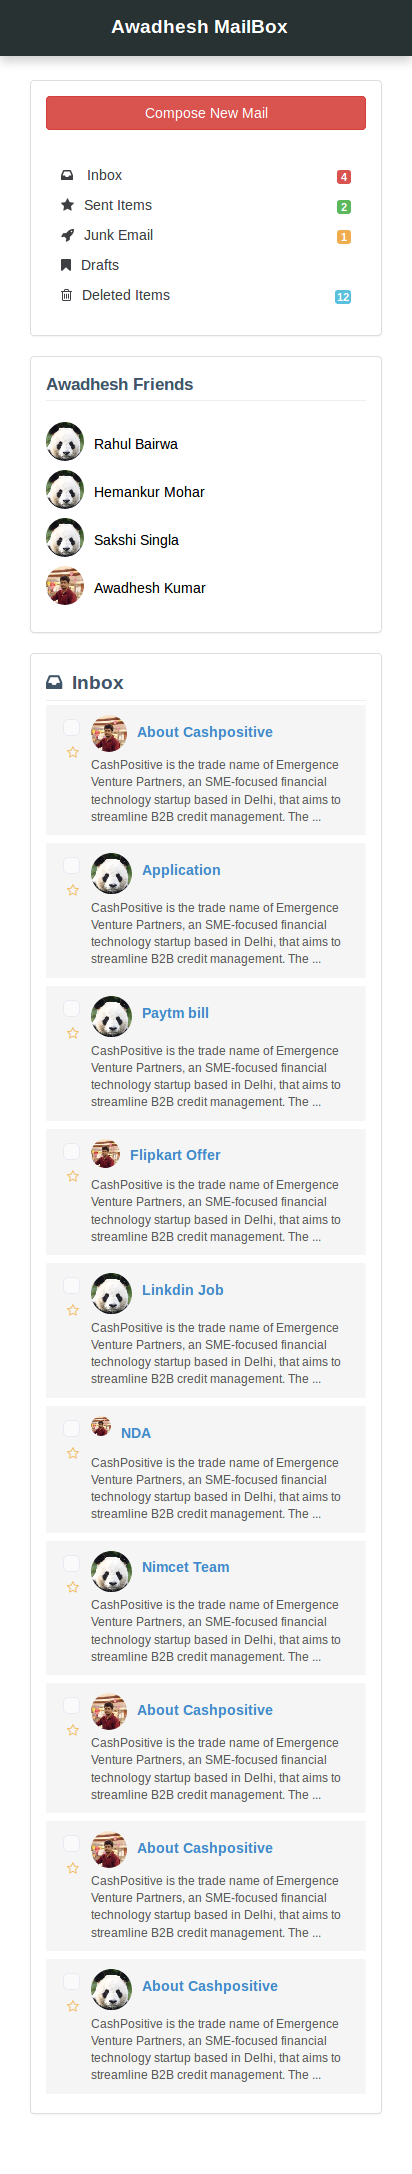 Awadhesh MailBox
Compose New Mail
Inbox 4
Sent Items 2
Junk Email 1
Drafts
Deleted Items 12
Awadhesh Friends
Rahul Bairwa
Hemankur Mohar
Sakshi Singla
Awadhesh Kumar
Inbox
About Cashpositive
CashPositive is the trade name of Emergence
Venture Partners, an SME-focused financial
technology startup based in Delhi, that aims to
streamline B2B credit management. The ...
Application
CashPositive is the trade name of Emergence
Venture Partners, an SME-focused financial
technology startup based in Delhi, that aims to
streamline B2B credit management. The ...
Paytm bill
CashPositive is the trade name of Emergence
Venture Partners, an SME-focused financial
technology startup based in Delhi, that aims to
streamline B2B credit management. The ...
Flipkart Offer
CashPositive is the trade name of Emergence
Venture Partners, an SME-focused financial
technology startup based in Delhi, that aims to
streamline B2B credit management. The ...
Linkdin Job
CashPositive is the trade name of Emergence
Venture Partners, an SME-focused financial
technology startup based in Delhi, that aims to
streamline B2B credit management. The ...
NDA
CashPositive is the trade name of Emergence
Venture Partners, an SME-focused financial
technology startup based in Delhi, that aims to
streamline B2B credit management. The ...
Nimcet Team
CashPositive is the trade name of Emergence
Venture Partners, an SME-focused financial
technology startup based in Delhi, that aims to
streamline B2B credit management. The ...
About Cashpositive
CashPositive is the trade name of Emergence
Venture Partners, an SME-focused financial
technology startup based in Delhi, that aims to
streamline B2B credit management. The ...
About Cashpositive
CashPositive is the trade name of Emergence
Venture Partners, an SME-focused financial
technology startup based in Delhi, that aims to
streamline B2B credit management. The ...
About Cashpositive
CashPositive is the trade name of Emergence
Venture Partners, an SME-focused financial
technology startup based in Delhi, that aims to
streamline B2B credit management. The ...